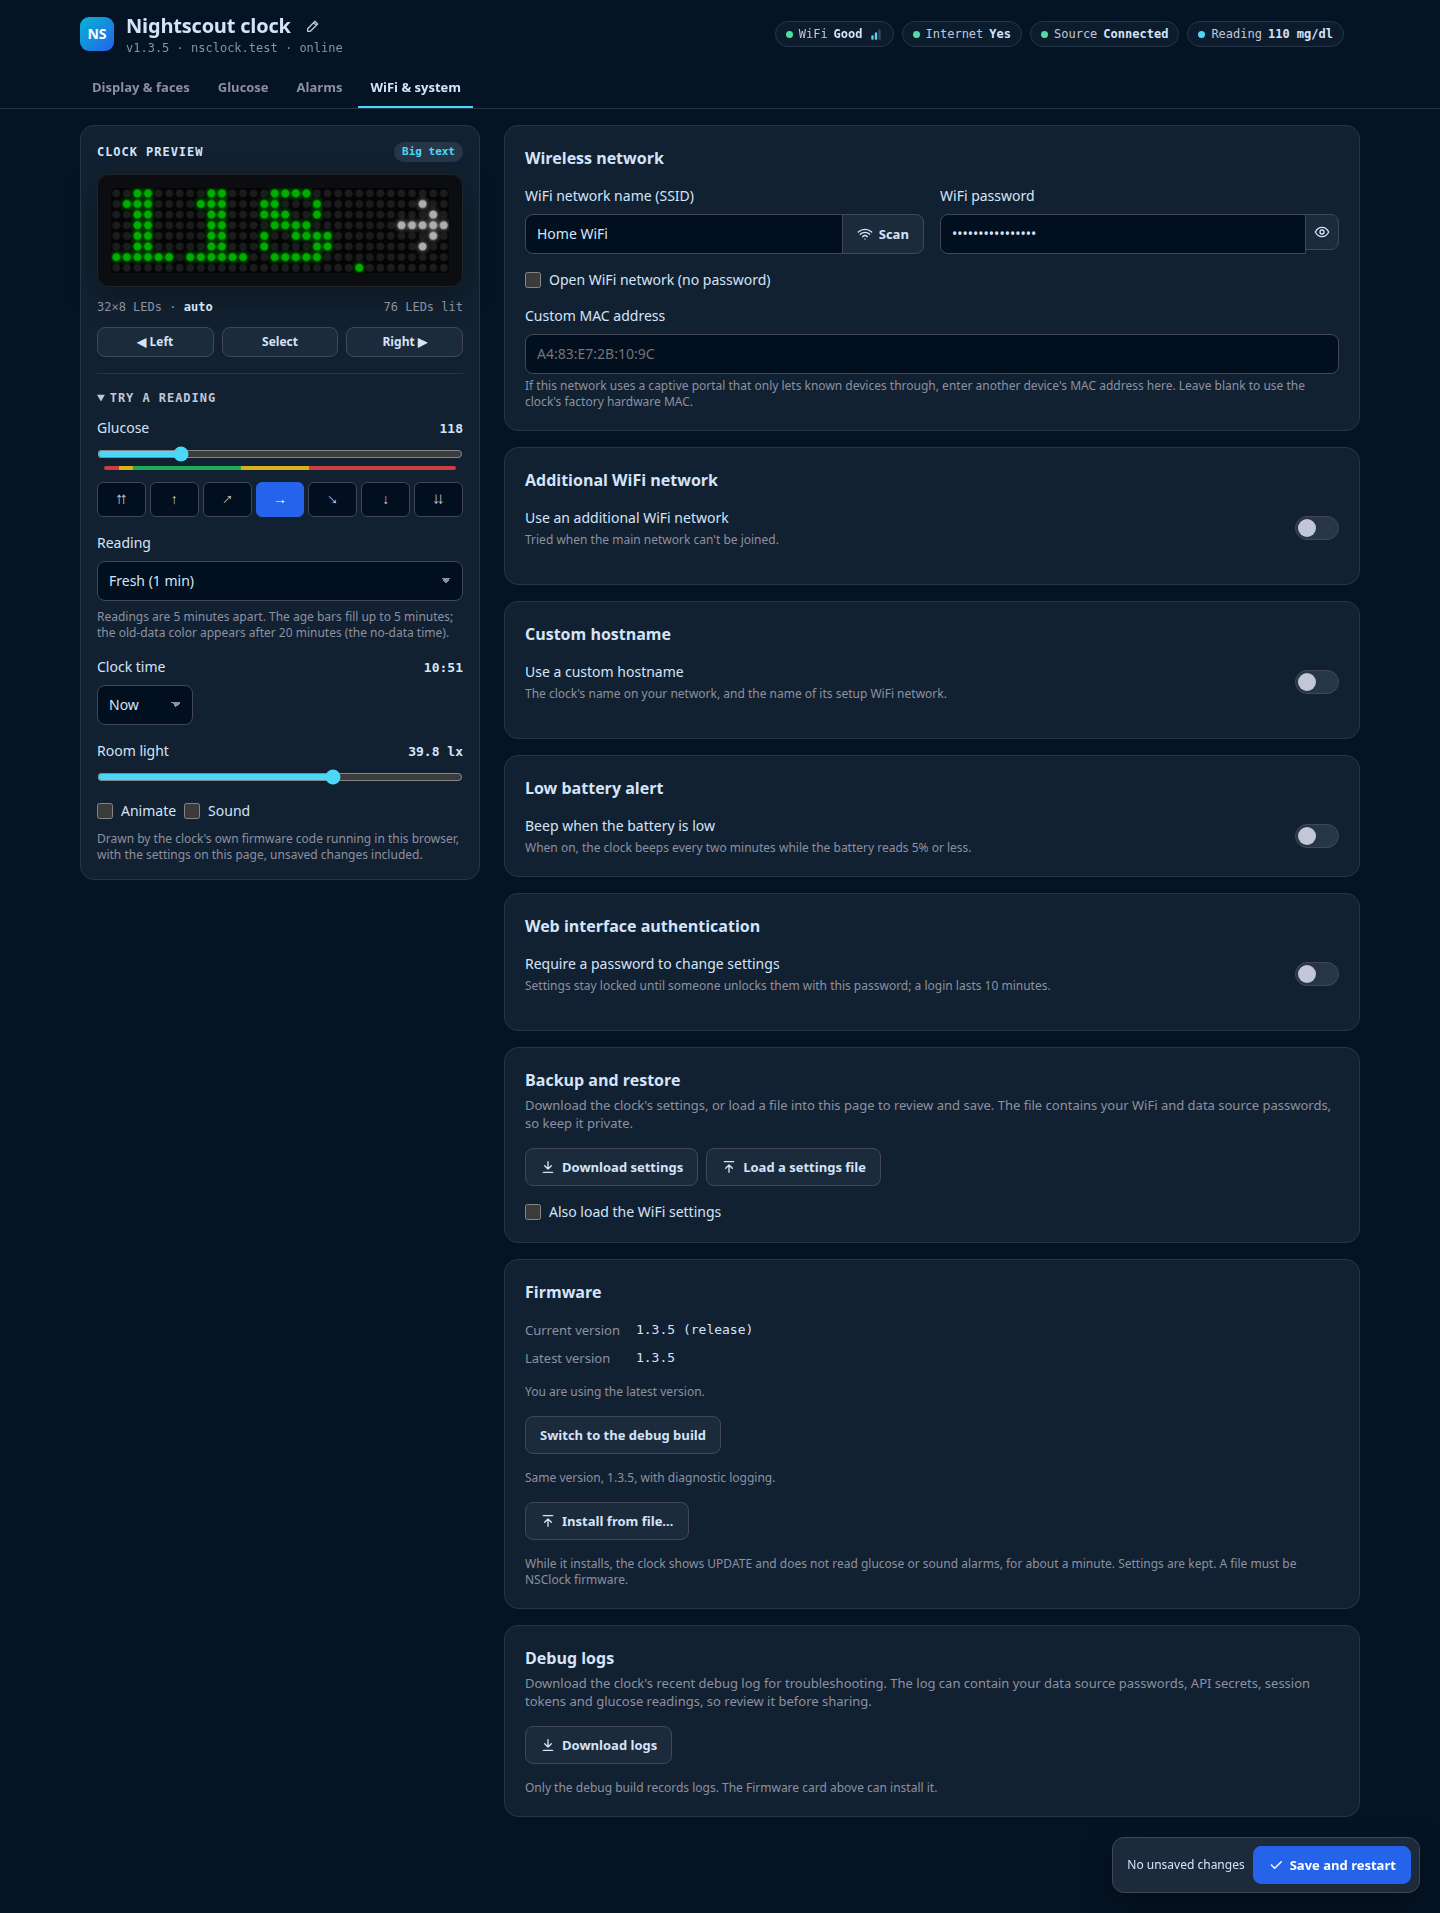 NS
Nightscout clock
v1.3.5 · nsclock.test · online
WiFi Good
Internet Yes
Source Connected
Reading 110 mg/dl
Display & faces
Glucose
Alarms
WiFi & system
CLOCK PREVIEW
Big text
118
32×8 LEDs · auto
76 LEDs lit
◀ Left
Select
Right ▶
▼ TRY A READING
Glucose
118
⇈
↑
↗
→
↘
↓
⇊
Reading
Fresh (1 min)
Readings are 5 minutes apart. The age bars fill up to 5 minutes;
the old-data color appears after 20 minutes (the no-data time).
Clock time
10:51
Now
Room light
39.8 lx
Animate
Sound
Drawn by the clock's own firmware code running in this browser,
with the settings on this page, unsaved changes included.
Wireless network
WiFi network name (SSID)
WiFi password
Home WiFi
Scan
••••••••••••••••
Open WiFi network (no password)
Custom MAC address
A4:83:E7:2B:10:9C
If this network uses a captive portal that only lets known devices through, enter another device's MAC address here. Leave blank to use the
clock's factory hardware MAC.
Additional WiFi network
Use an additional WiFi network
Tried when the main network can't be joined.
Custom hostname
Use a custom hostname
The clock's name on your network, and the name of its setup WiFi network.
Low battery alert
Beep when the battery is low
When on, the clock beeps every two minutes while the battery reads 5% or less.
Web interface authentication
Require a password to change settings
Settings stay locked until someone unlocks them with this password; a login lasts 10 minutes.
Backup and restore
Download the clock's settings, or load a file into this page to review and save. The file contains your WiFi and data source passwords,
so keep it private.
Download settings
Load a settings file
Also load the WiFi settings
Firmware
Current version
1.3.5 (release)
Latest version
1.3.5
You are using the latest version.
Switch to the debug build
Same version, 1.3.5, with diagnostic logging.
Install from file...
While it installs, the clock shows UPDATE and does not read glucose or sound alarms, for about a minute. Settings are kept. A file must be
NSClock firmware.
Debug logs
Download the clock's recent debug log for troubleshooting. The log can contain your data source passwords, API secrets, session
tokens and glucose readings, so review it before sharing.
Download logs
Only the debug build records logs. The Firmware card above can install it.
No unsaved changes
Save and restart